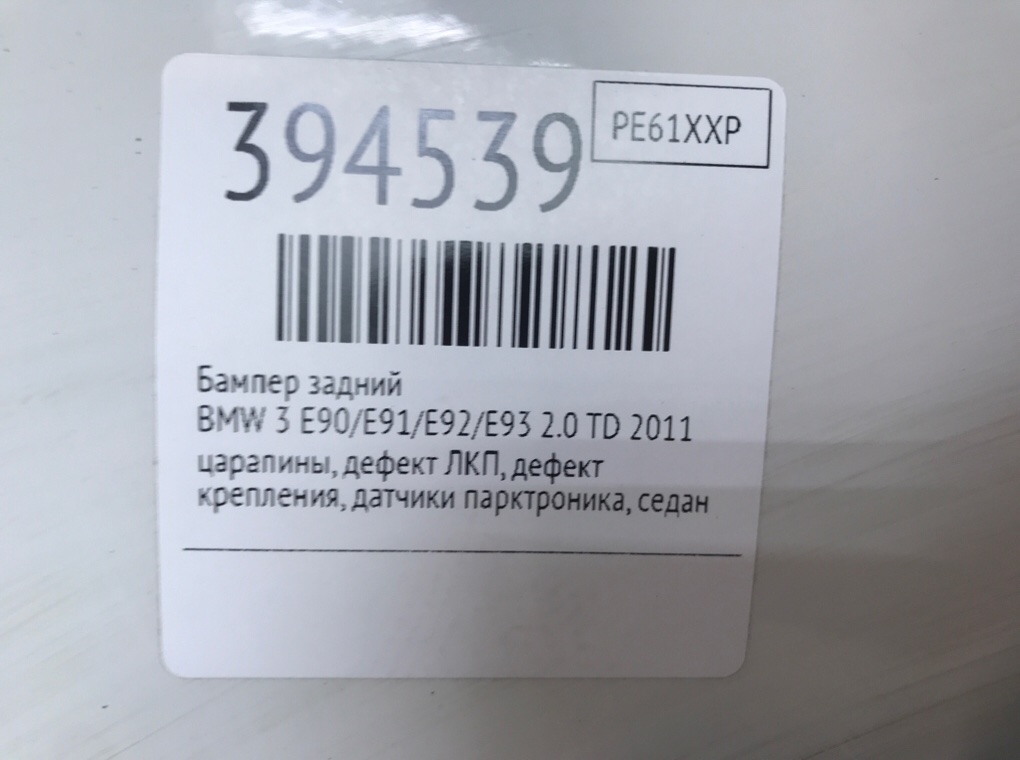 394539
PE61XXP
Бампер задний
BMW 3 E90/E91/E92/E93 2.0 TD 2011
царапины, дефект ЛКП, дефект
крепления, датчики парктроника, седан